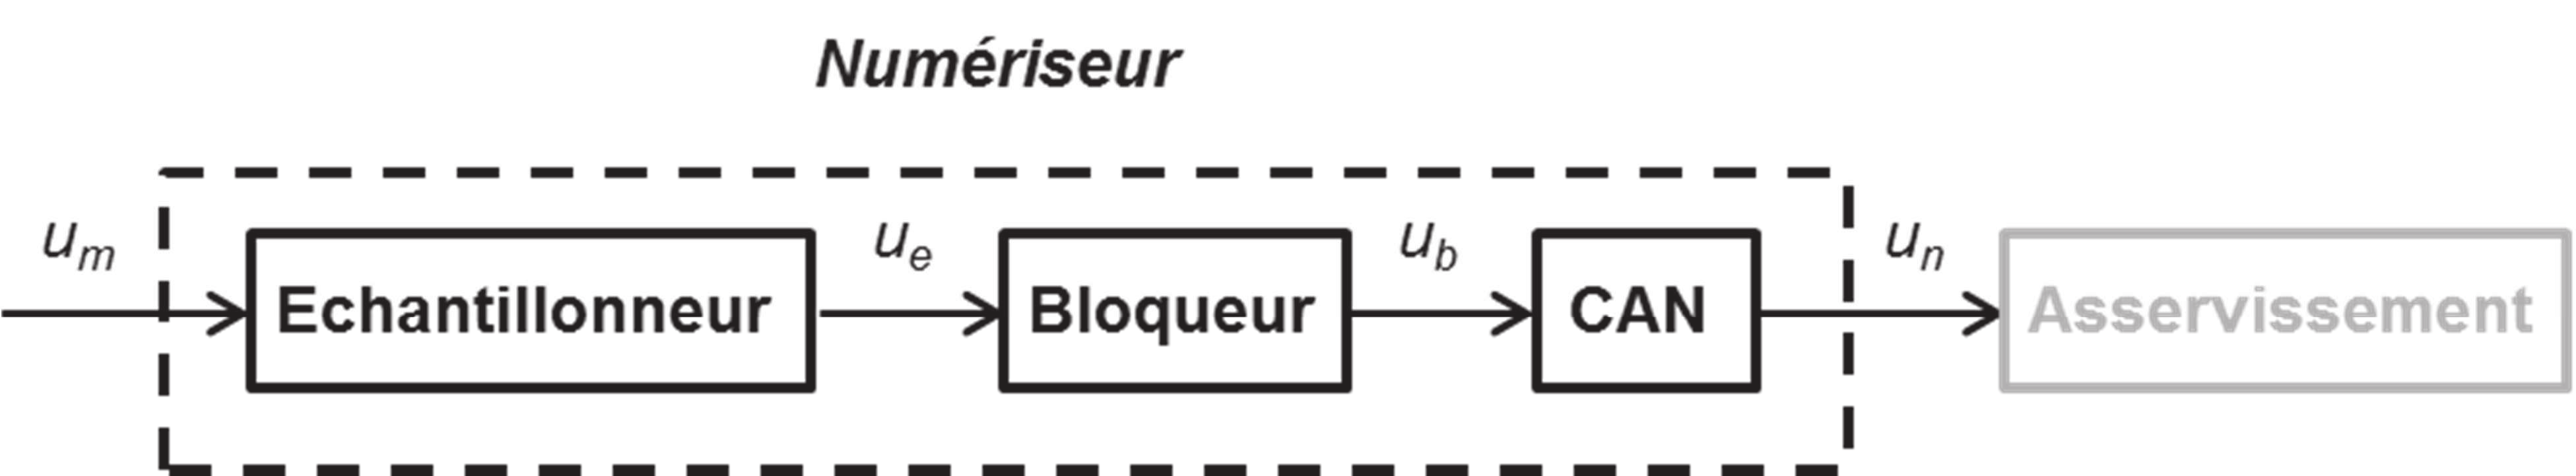 Numériseur
u_m u_e u_b u_n
Echantillonneur Bloqueur CAN Asservissement